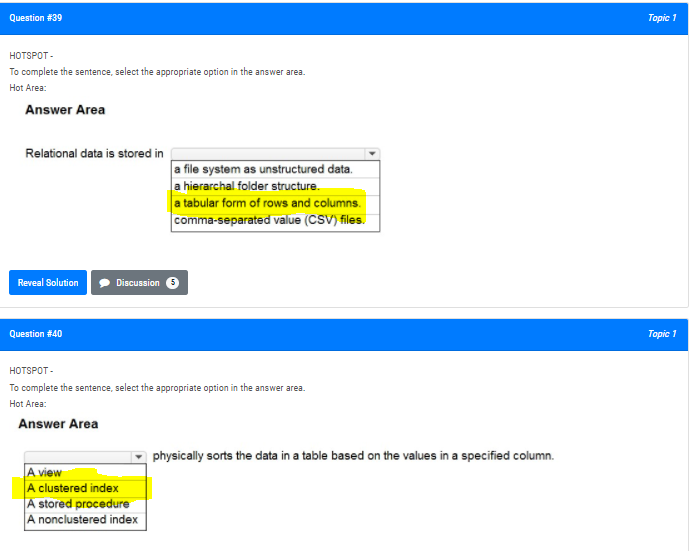 Question #39
Topic 1
HOTSPOT -
To complete the sentence, select the appropriate option in the answer area.
Hot Area:
Answer Area
Relational data is stored in
a file system as unstructured data.
a hierarchal folder structure.
a tabular form of rows and columns.
comma-separated value (CSV) files.
Reveal Solution
Discussion 5
Question #40
Topic 1
HOTSPOT -
To complete the sentence, select the appropriate option in the answer area.
Hot Area:
Answer Area
physically sorts the data in a table based on the values in a specified column.
A view
A clustered index
A stored procedure
A nonclustered index